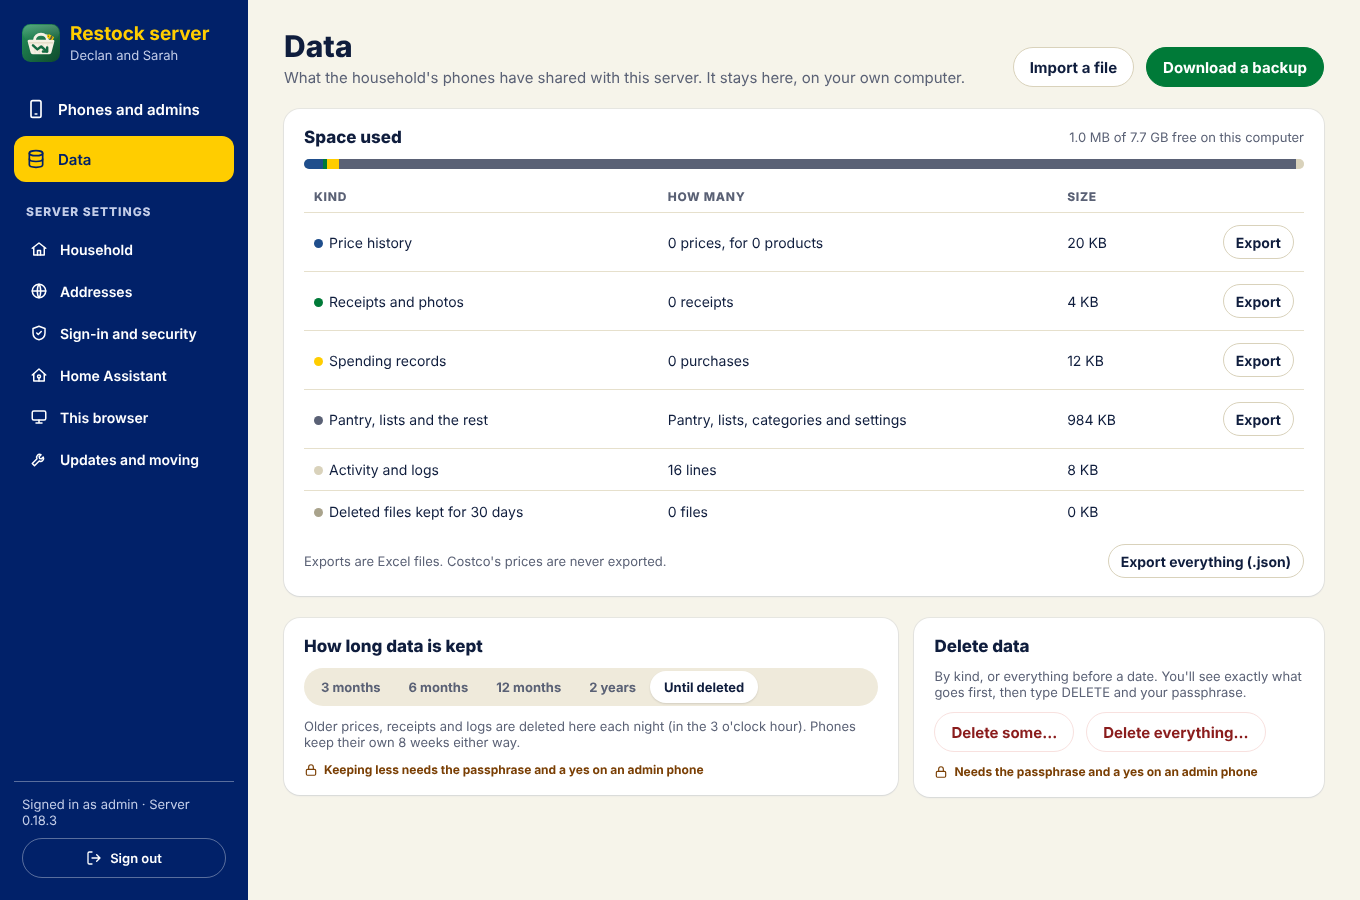 Restock server
Declan and Sarah
Phones and admins
Data
SERVER SETTINGS
Household
Addresses
Sign-in and security
Home Assistant
This browser
Updates and moving
Signed in as admin · Server
0.18.3
Sign out
Data
What the household's phones have shared with this server. It stays here, on your own computer.
Import a file
Download a backup
Space used
1.0 MB of 7.7 GB free on this computer
KIND HOW MANY SIZE
Price history 0 prices, for 0 products 20 KB Export
Receipts and photos 0 receipts 4 KB Export
Spending records 0 purchases 12 KB Export
Pantry, lists and the rest Pantry, lists, categories and settings 984 KB Export
Activity and logs 16 lines 8 KB
Deleted files kept for 30 days 0 files 0 KB
Exports are Excel files. Costco's prices are never exported.
Export everything (.json)
How long data is kept
3 months 6 months 12 months 2 years Until deleted
Older prices, receipts and logs are deleted here each night (in the 3 o'clock hour). Phones
keep their own 8 weeks either way.
Keeping less needs the passphrase and a yes on an admin phone
Delete data
By kind, or everything before a date. You'll see exactly what
goes first, then type DELETE and your passphrase.
Delete some... Delete everything...
Needs the passphrase and a yes on an admin phone